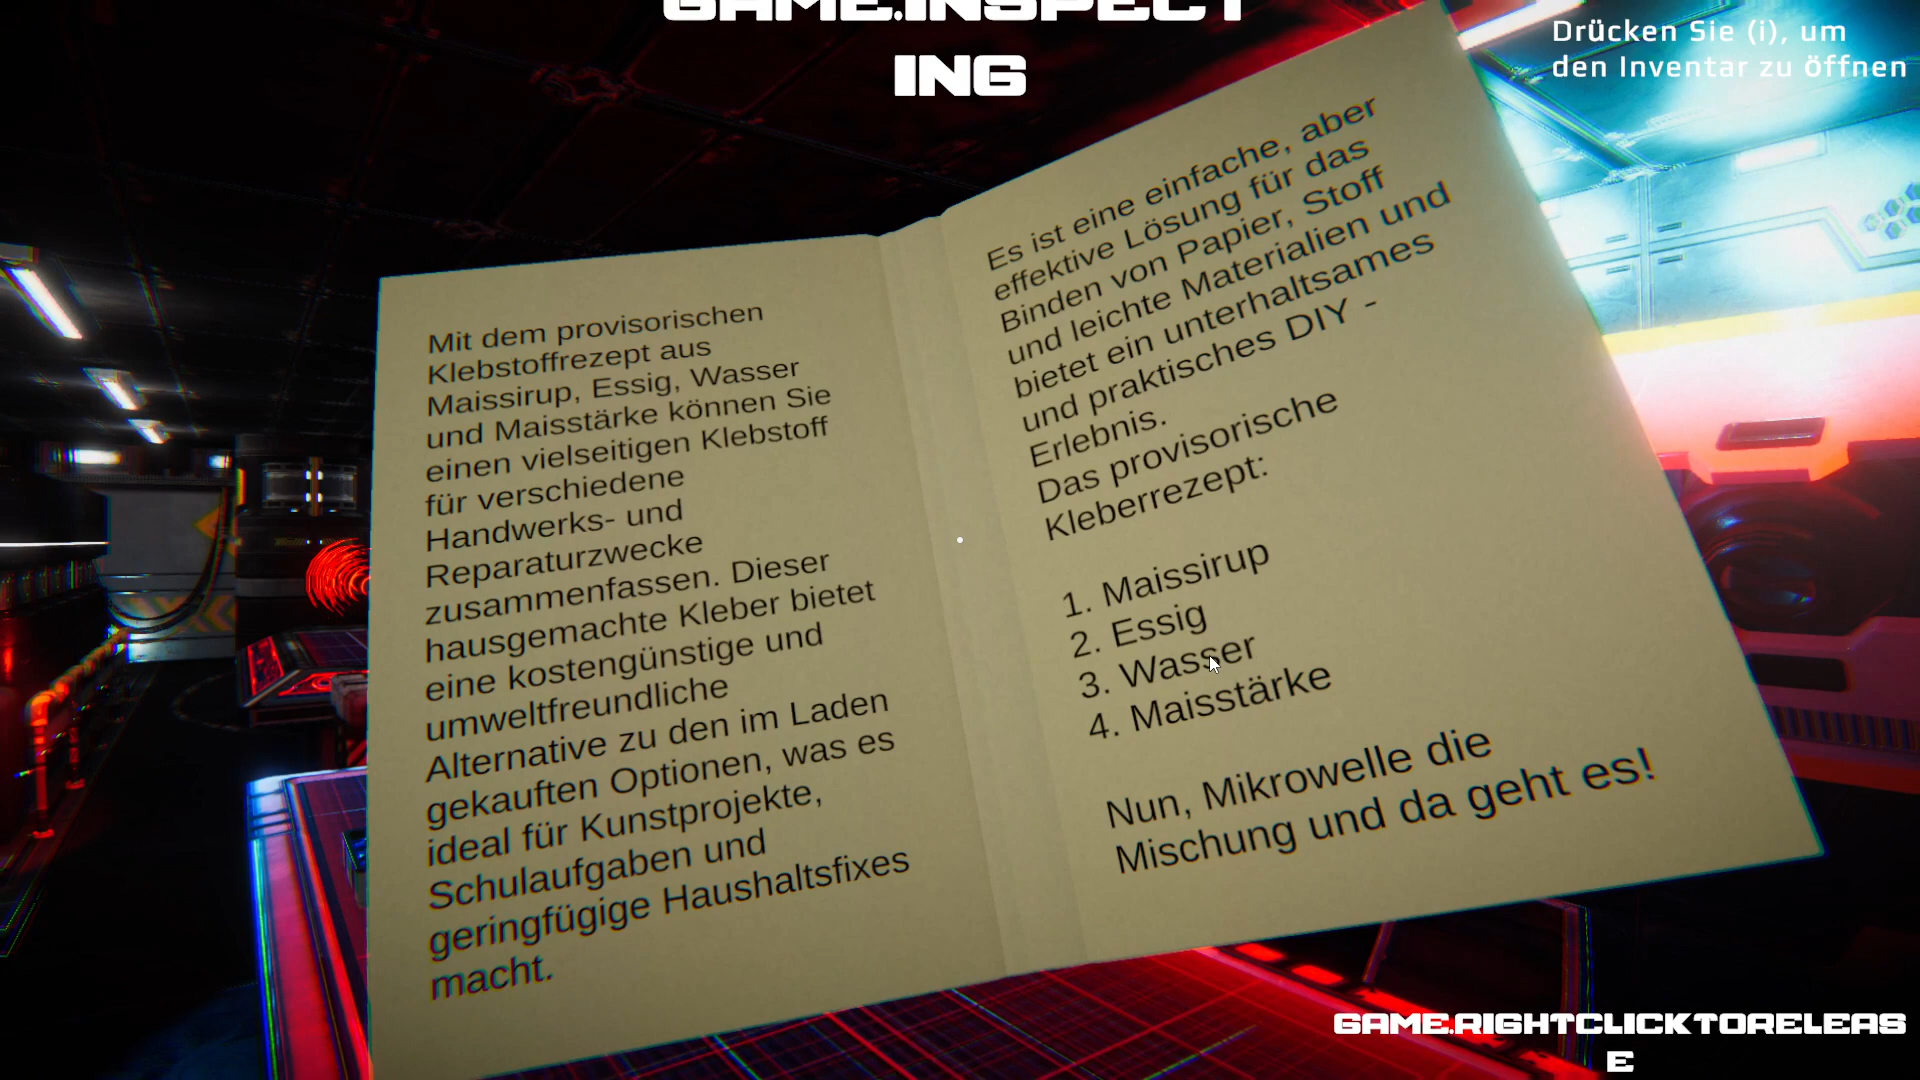 GAME.INSPECT
ING
Drücken Sie (i), um
den Inventar zu öffnen
Mit dem provisorischen
Klebstoffrezept aus
Maissirup, Essig, Wasser
und Maisstärke können Sie
einen vielseitigen Klebstoff
für verschiedene
Handwerks- und
Reparaturzwecke
zusammenfassen. Dieser
hausgemachte Kleber bietet
eine kostengünstige und
umweltfreundliche
Alternative zu den im Laden
gekauften Optionen, was es
ideal für Kunstprojekte,
Schulaufgaben und
geringfügige Haushaltsfixes
macht.
Es ist eine einfache, aber
effektive Lösung für das
Binden von Papier, Stoff
und leichte Materialien und
bietet ein unterhaltsames
und praktisches DIY -
Erlebnis.
Das provisorische
Kleberrezept:
1. Maissirup
2. Essig
3. Wasser
4. Maisstärke
Nun, Mikrowelle die
Mischung und da geht es!
GAME.RIGHTCLICKTORELEAS
E